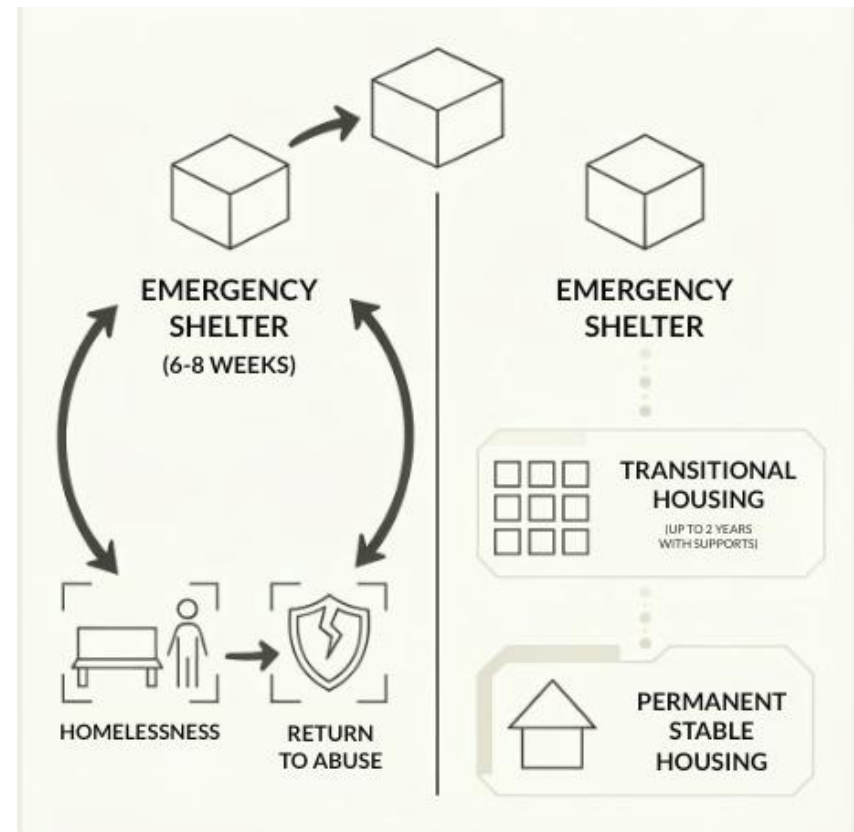 EMERGENCY
SHELTER
(6-8 WEEKS)
HOMELESSNESS
RETURN
TO ABUSE
EMERGENCY
SHELTER
TRANSITIONAL
HOUSING
(UP TO 2 YEARS
WITH SUPPORTS)
PERMANENT
STABLE
HOUSING